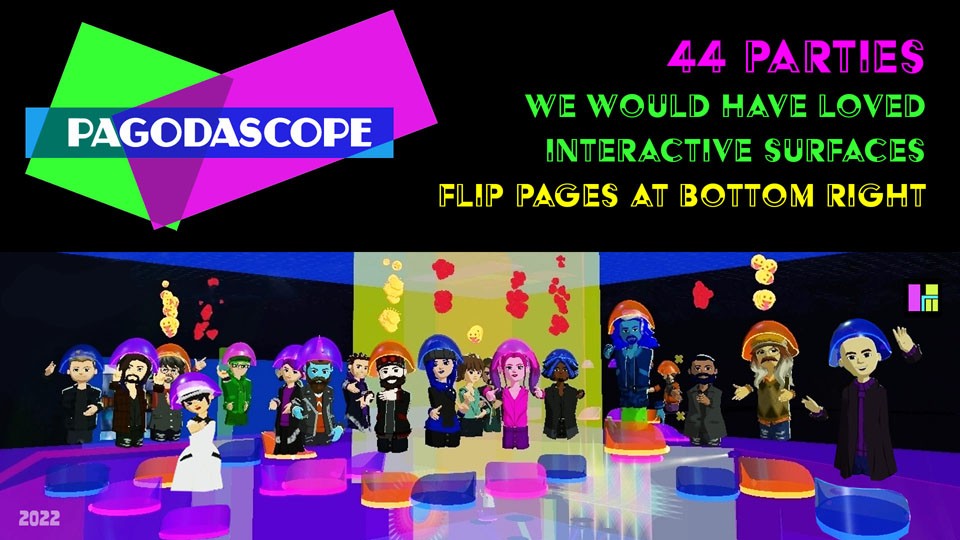 PAGODASCOPE
44 PARTIES
WE WOULD HAVE LOVED
INTERACTIVE SURFACES
FLIP PAGES AT BOTTOM RIGHT
2022